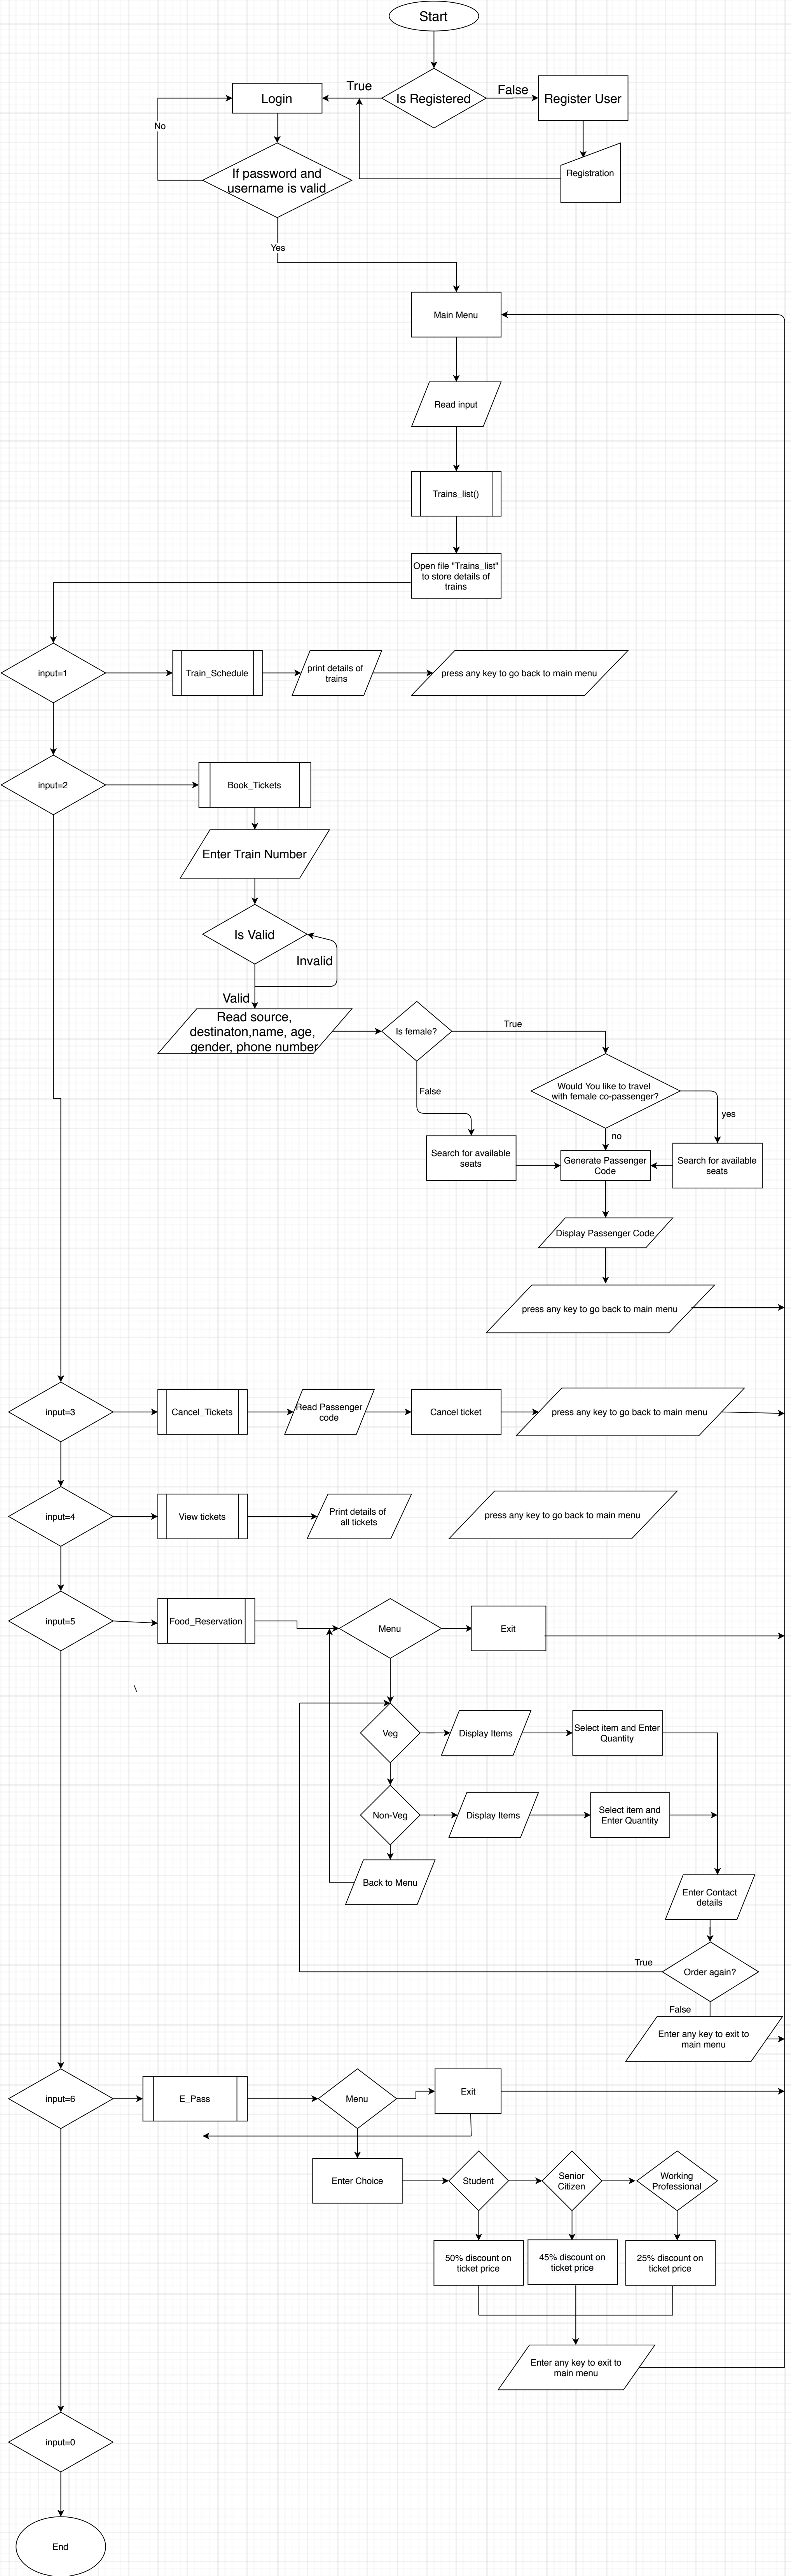 Start
True
False
Login
Is Registered
Register User
No
If password and
username is valid
Registration
Yes
Main Menu
Read input
Trains_list()
Open file "Trains_list"
to store details of
trains
input=1
Train_Schedule
print details of
trains
press any key to go back to main menu
input=2
Book_Tickets
Enter Train Number
Is Valid
Invalid
Valid
Read source,
destinaton,name, age,
gender, phone number
Is female?
True
False
Would You like to travel
with female co-passenger?
yes
no
Search for available
seats
Generate Passenger
Code
Search for available
seats
Display Passenger Code
press any key to go back to main menu
input=3
Cancel_Tickets
Read Passenger
code
Cancel ticket
press any key to go back to main menu
input=4
View tickets
Print details of
all tickets
press any key to go back to main menu
input=5
Food_Reservation
Menu
Exit
\
Veg
Display Items
Select item and Enter
Quantity
Non-Veg
Display Items
Select item and
Enter Quantity
Back to Menu
Enter Contact
details
True
Order again?
False
Enter any key to exit to
main menu
input=6
E_Pass
Menu
Exit
Enter Choice
Student
Senior
Citizen
Working
Professional
50% discount on
ticket price
45% discount on
ticket price
25% discount on
ticket price
Enter any key to exit to
main menu
input=0
End